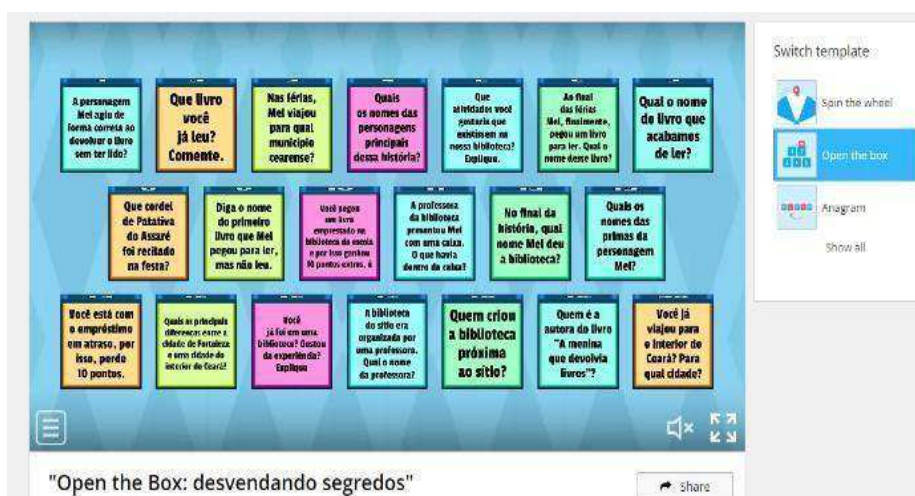 Switch template
A personagem
Mel agiu de
forma correta ao
devolver o livro
sem ter lido?
Que livro
você
já leu?
Comente.
Nas férias,
Mel viajou
para qual
município
cearense?
Quais
os nomes das
personagens
principais
dessa história?
Que
atividades você
gostaria que
existissem na
nossa biblioteca?
Explique.
Ao final
das férias
Mel, finalmente,
pegou um livro
para ler. Qual o
nome desse livro?
Qual o nome
do livro que
acabamos
de ler?
Spin the wheel
Open the box
Anagram
Show all
Que cordel
de Patativa
do Assaré
foi recitado
na festa?
Diga o nome
do primeiro
livro que Mel
pegou para ler,
mas não leu.
Você pegou
um livro
emprestado na
biblioteca da escola
e por isso ganhou
10 pontos extras. á
A professora
da biblioteca
presentou Mel
com uma caixa.
O que havia
dentro da caixa?
No final da
história, qual
nome Mel deu
a biblioteca?
Quais os
nomes das
primas da
personagem
Mel?
Você está com
o empréstimo
em atraso, por
isso, perde
10 pontos.
Quais as principais
diferenças entre a
cidade de Fortaleza
e uma cidade do
interior do Ceará?
Você
já foi em uma
biblioteca? Gostou
da experiência?
Explique
A biblioteca
do sítio era
organizada por
uma professora.
Qual o nome
da professora?
Quem criou
a biblioteca
próxima
ao sítio?
Quem é a
autora do livro
"A menina
que devolvia
livros"?
Você já
viajou para
o interior do
Ceará? Para
qual cidade?
"Open the Box: desvendando segredos"
Share